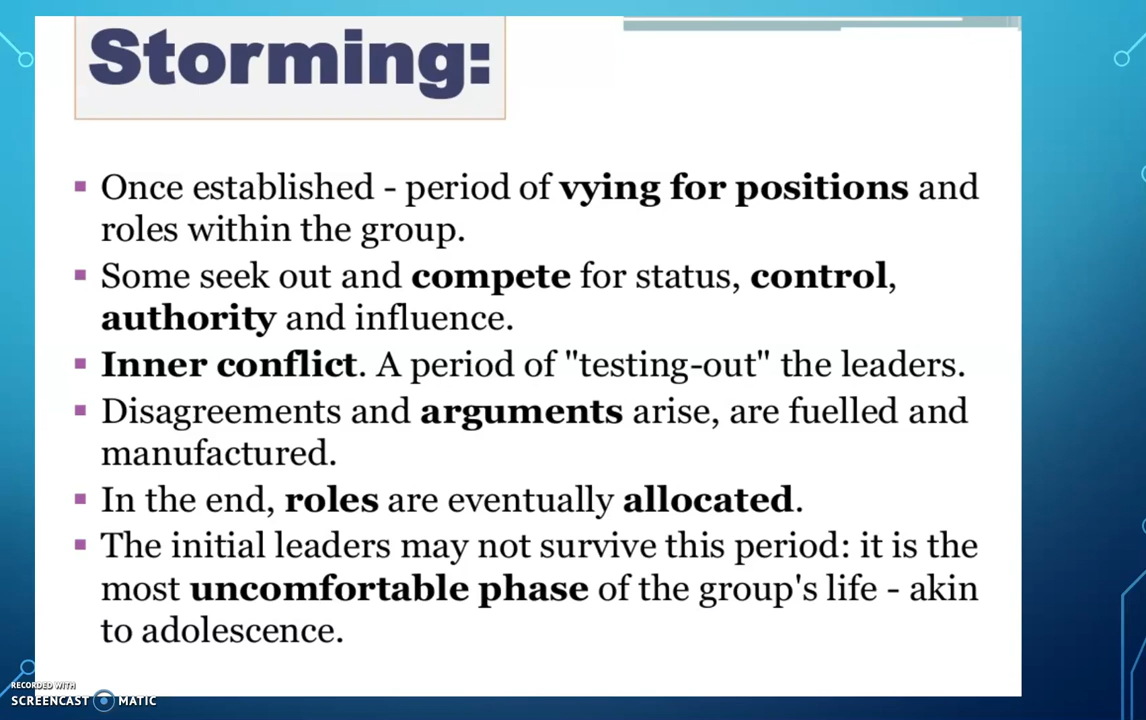 Storming:
▪ Once established - period of vying for positions and
roles within the group.
▪ Some seek out and compete for status, control,
authority and influence.
▪ Inner conflict. A period of "testing-out" the leaders.
▪ Disagreements and arguments arise, are fuelled and
manufactured.
▪ In the end, roles are eventually allocated.
▪ The initial leaders may not survive this period: it is the
most uncomfortable phase of the group's life - akin
to adolescence.
RECORDED WITH
SCREENCAST MATIC